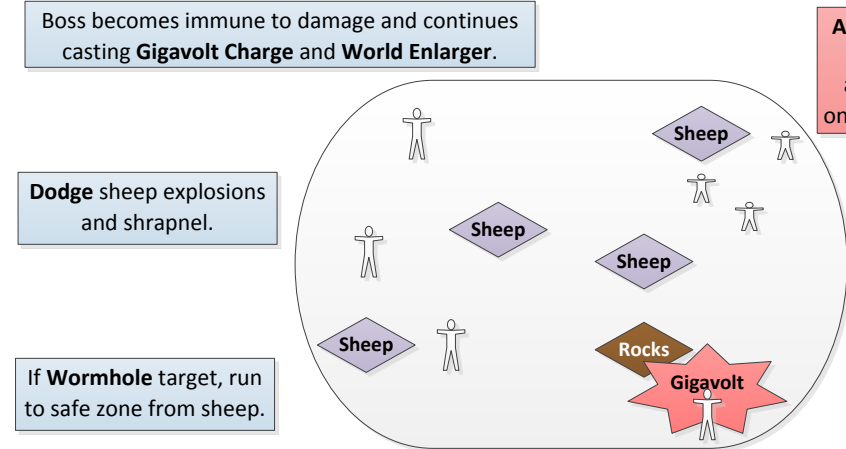 Boss becomes immune to damage and continues
casting Gigavolt Charge and World Enlarger.
A
a
on
Sheep
Dodge sheep explosions
and shrapnel.
Sheep
Sheep
Sheep
Rocks
If Wormhole target, run
to safe zone from sheep.
Gigavolt